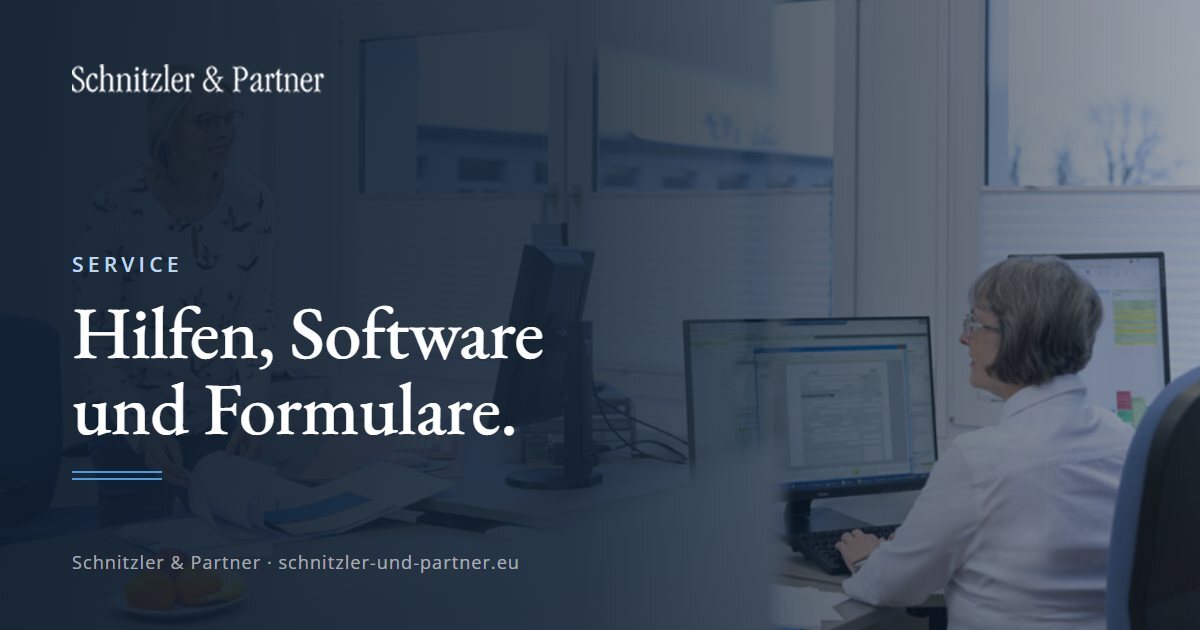 Schnitzler & Partner
SERVICE
Hilfen, Software
und Formulare.
Schnitzler & Partner · schnitzler-und-partner.eu